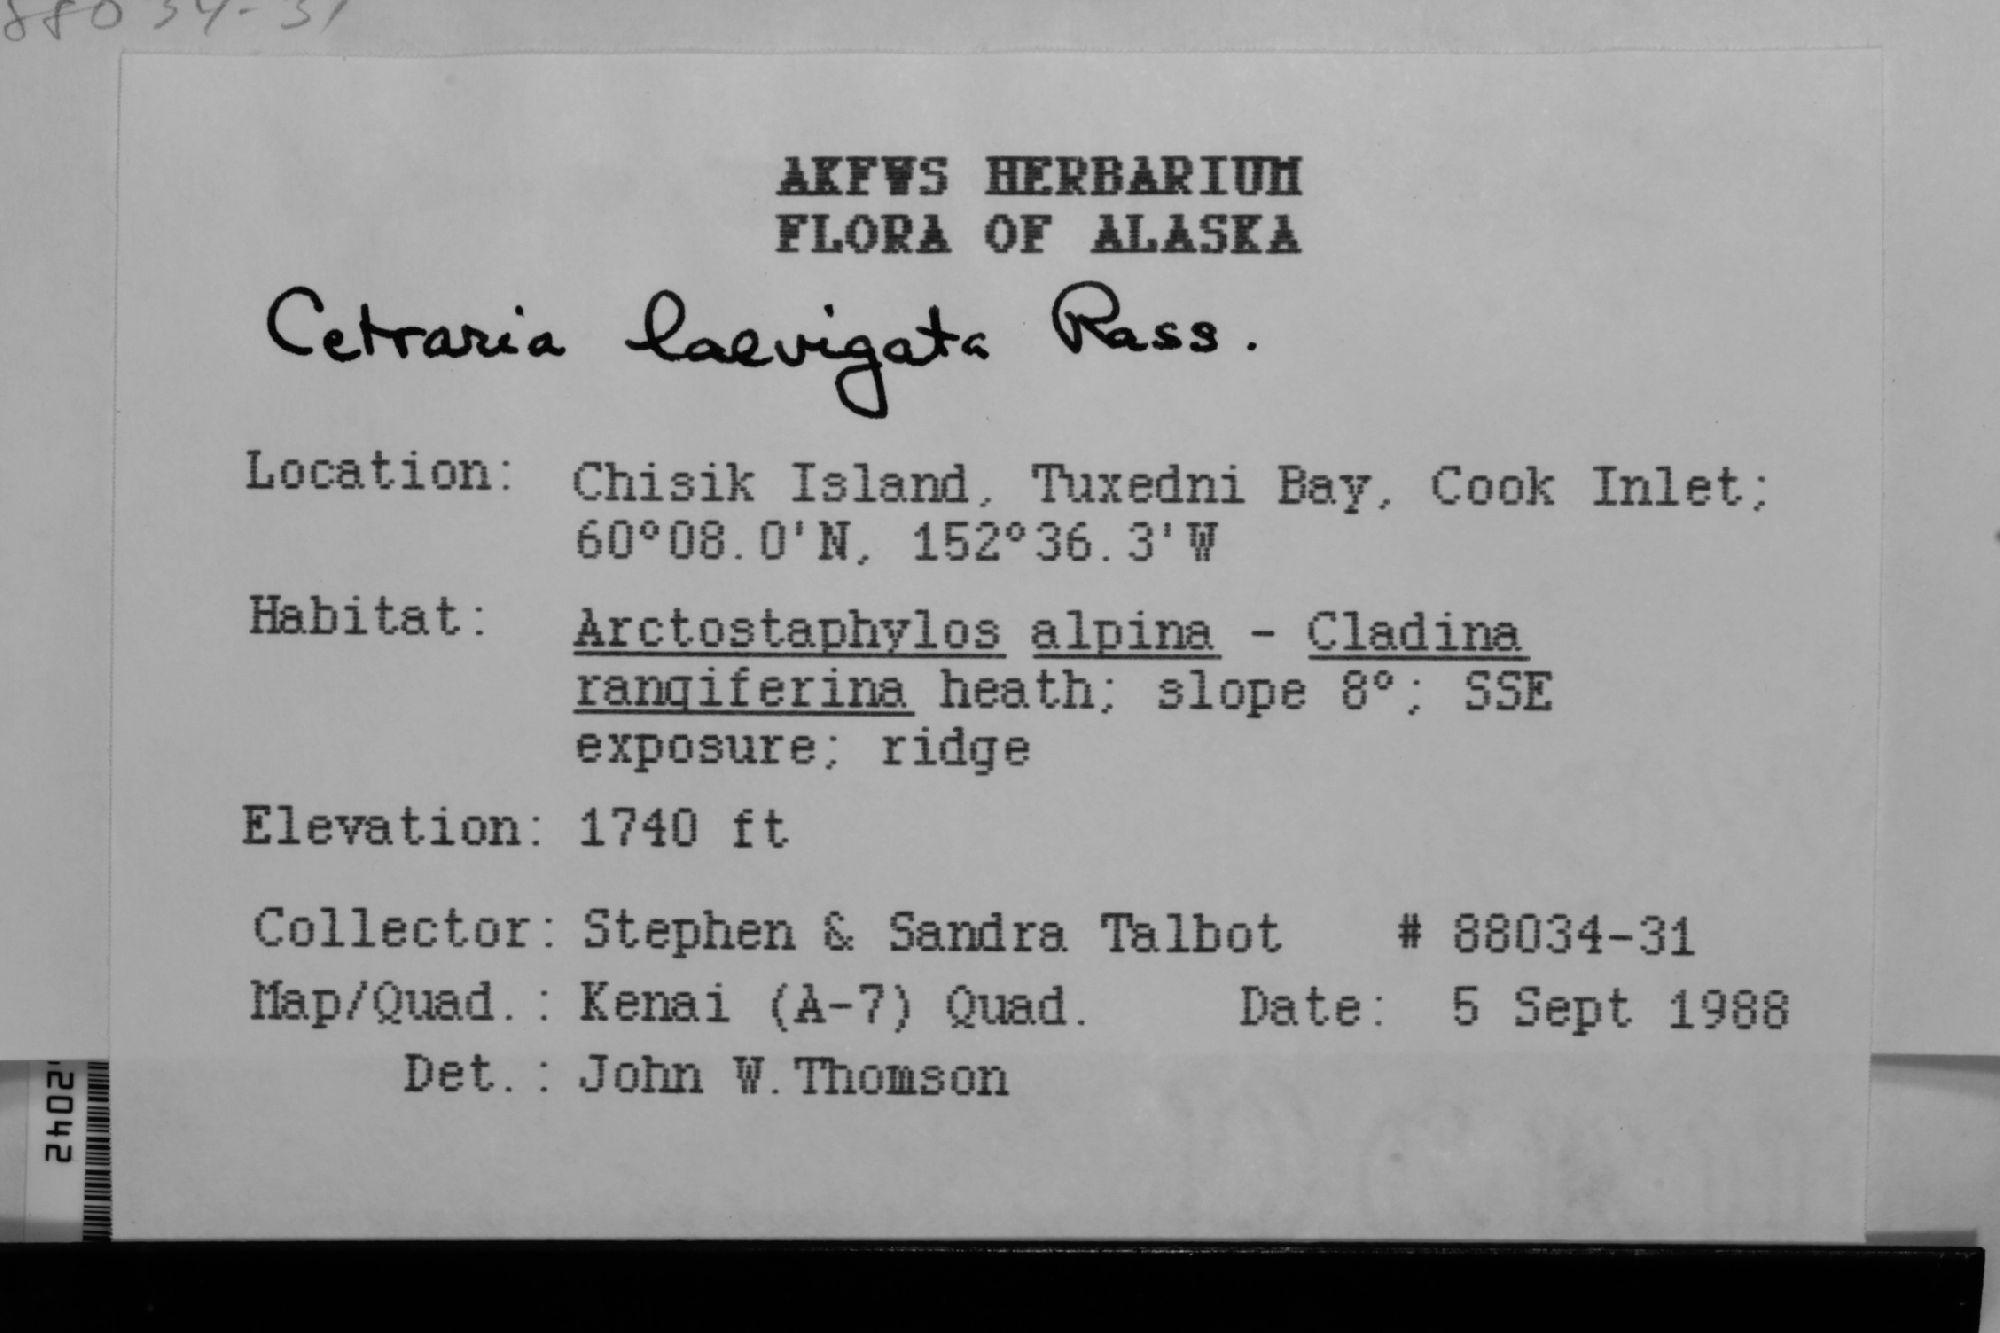 88034-31
AKFWS HERBARIUM
FLORA OF ALASKA
Cetraria laevigata Rass.
Location: Chisik Island, Tuxedni Bay, Cook Inlet;
60°08.0'N, 152°36.3'W
Habitat: Arctostaphylos alpina - Cladina
rangiferina heath; slope 8°; SSE
exposure; ridge
Elevation: 1740 ft
Collector: Stephen & Sandra Talbot # 88034-31
Map/Quad.: Kenai (A-7) Quad. Date: 5 Sept 1988
Det.: John W. Thomson
2042